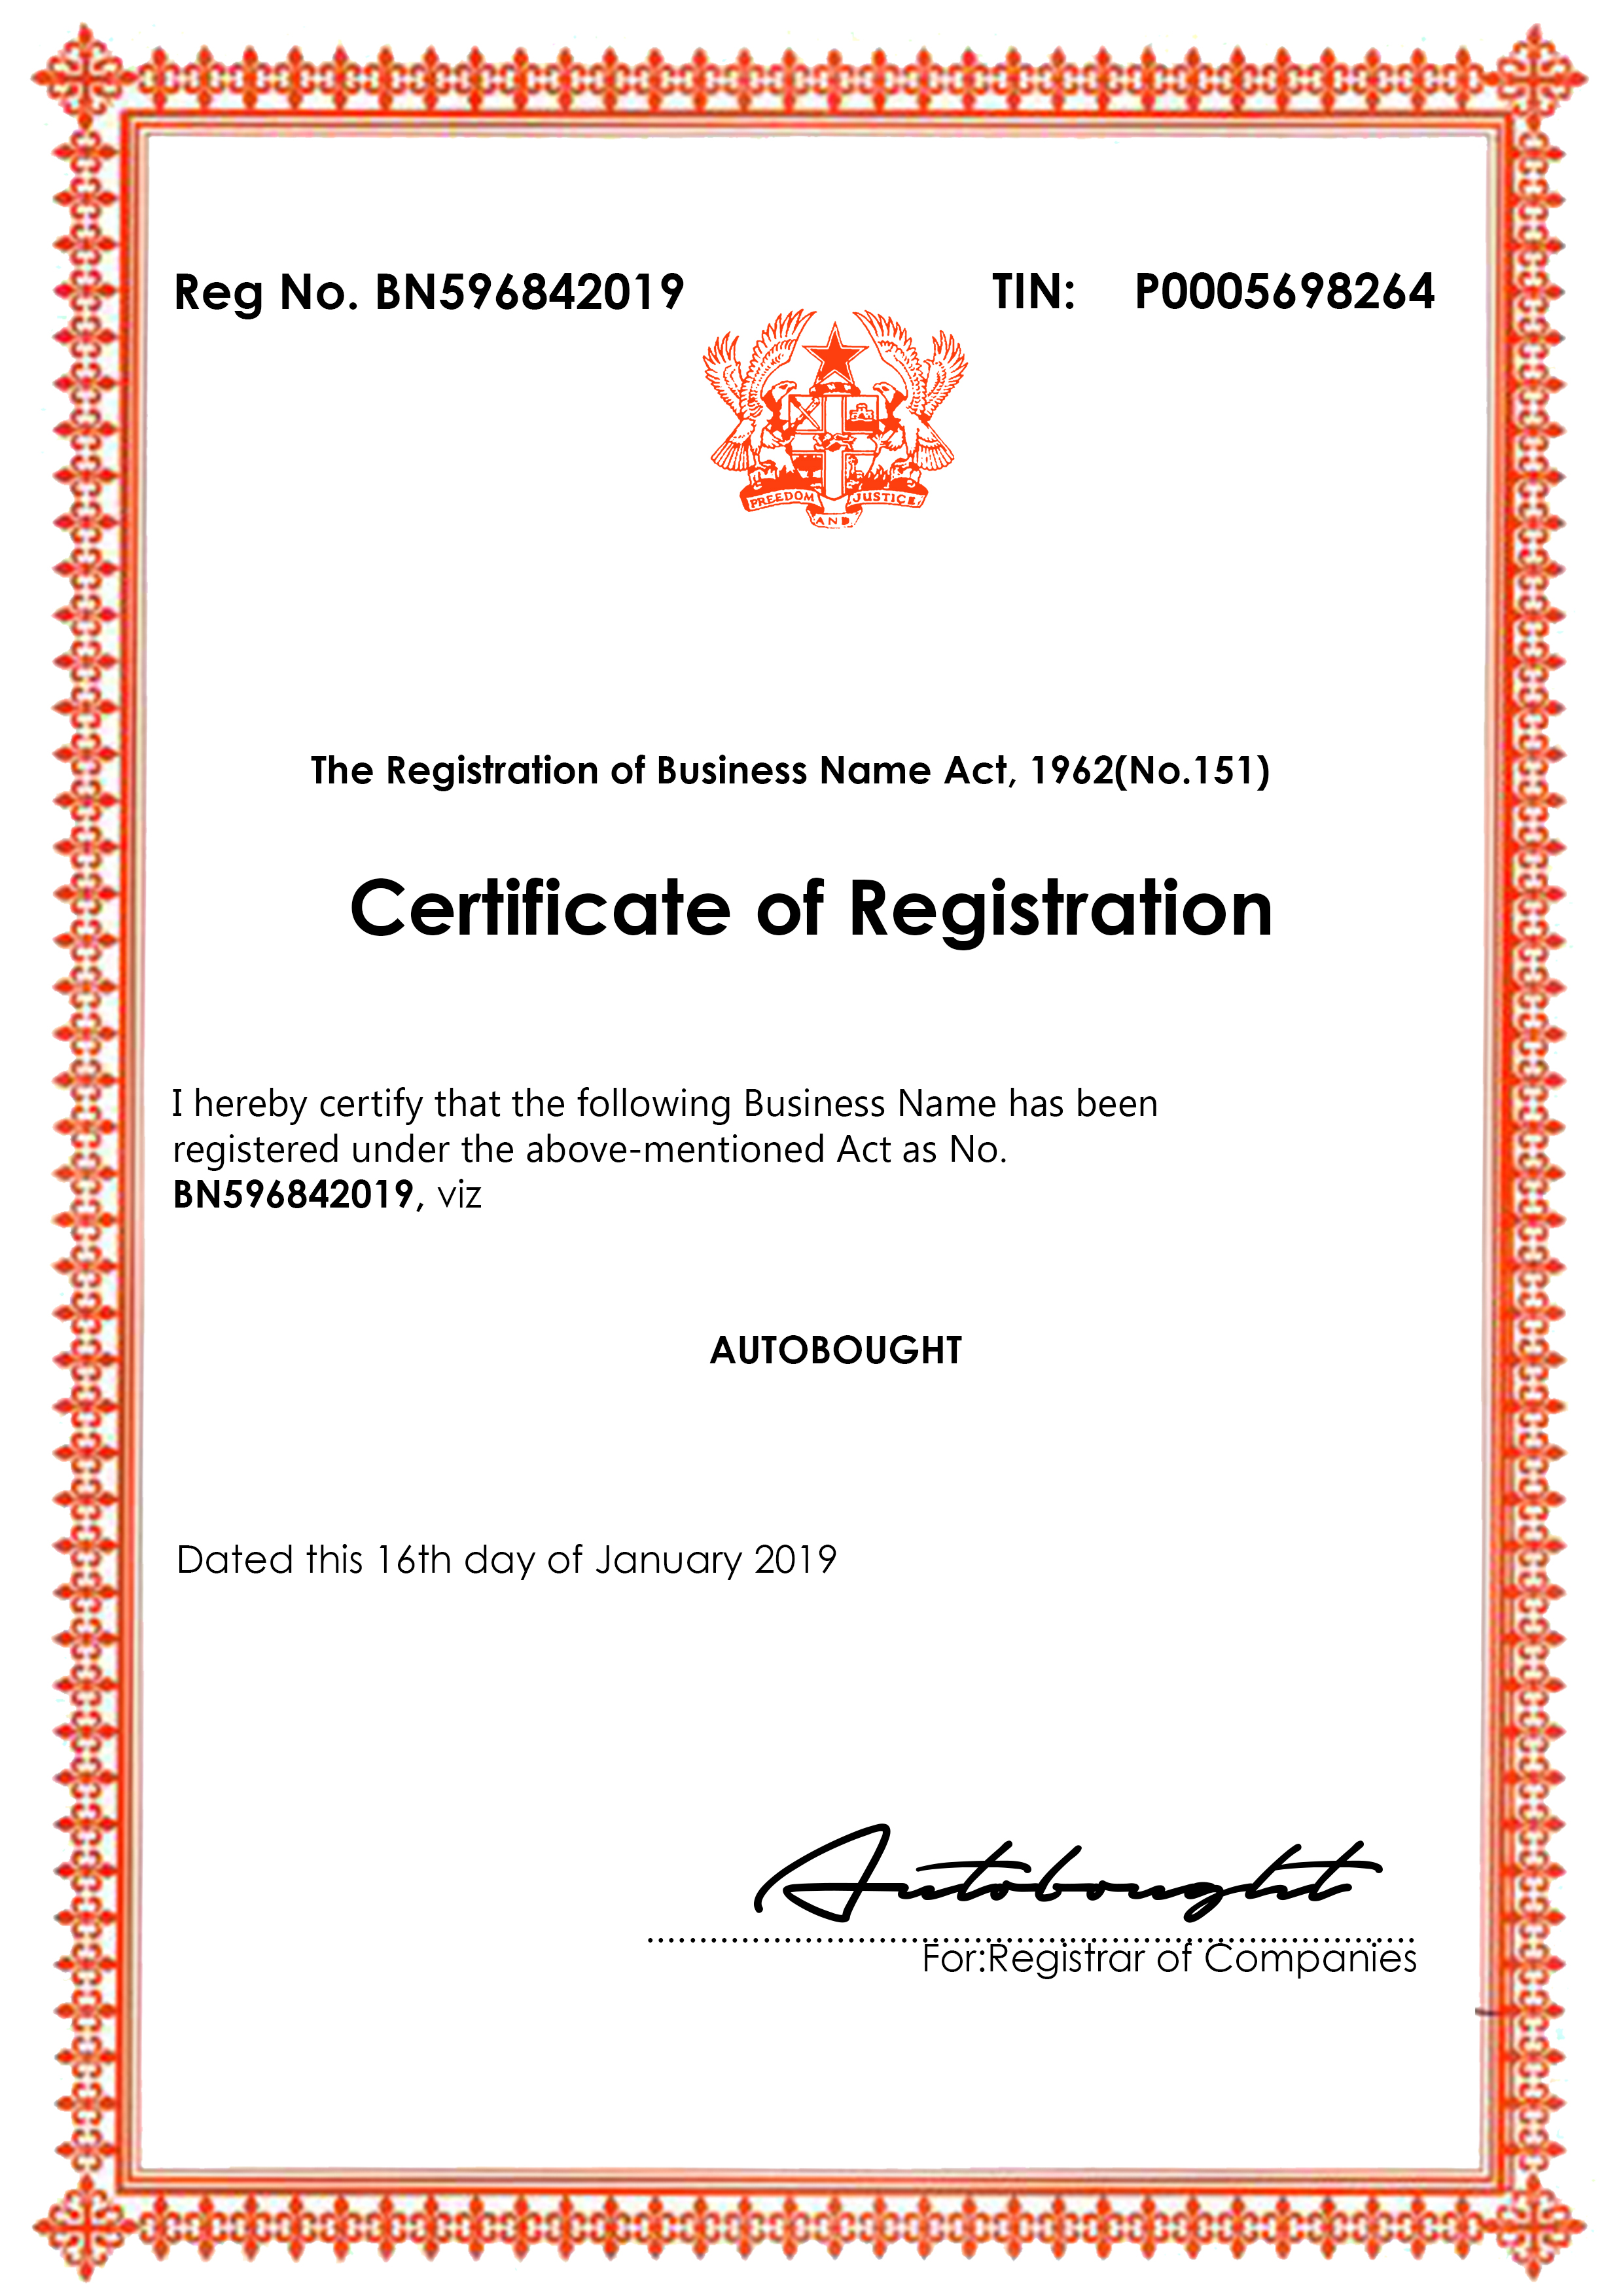 Reg No. BN596842019 TIN: P0005698264
FREEDOM JUSTICE
AND
The Registration of Business Name Act, 1962(No.151)
Certificate of Registration
I hereby certify that the following Business Name has been
registered under the above-mentioned Act as No.
BN596842019, viz
AUTOBOUGHT
Dated this 16th day of January 2019
Autobought
For:Registrar of Companies